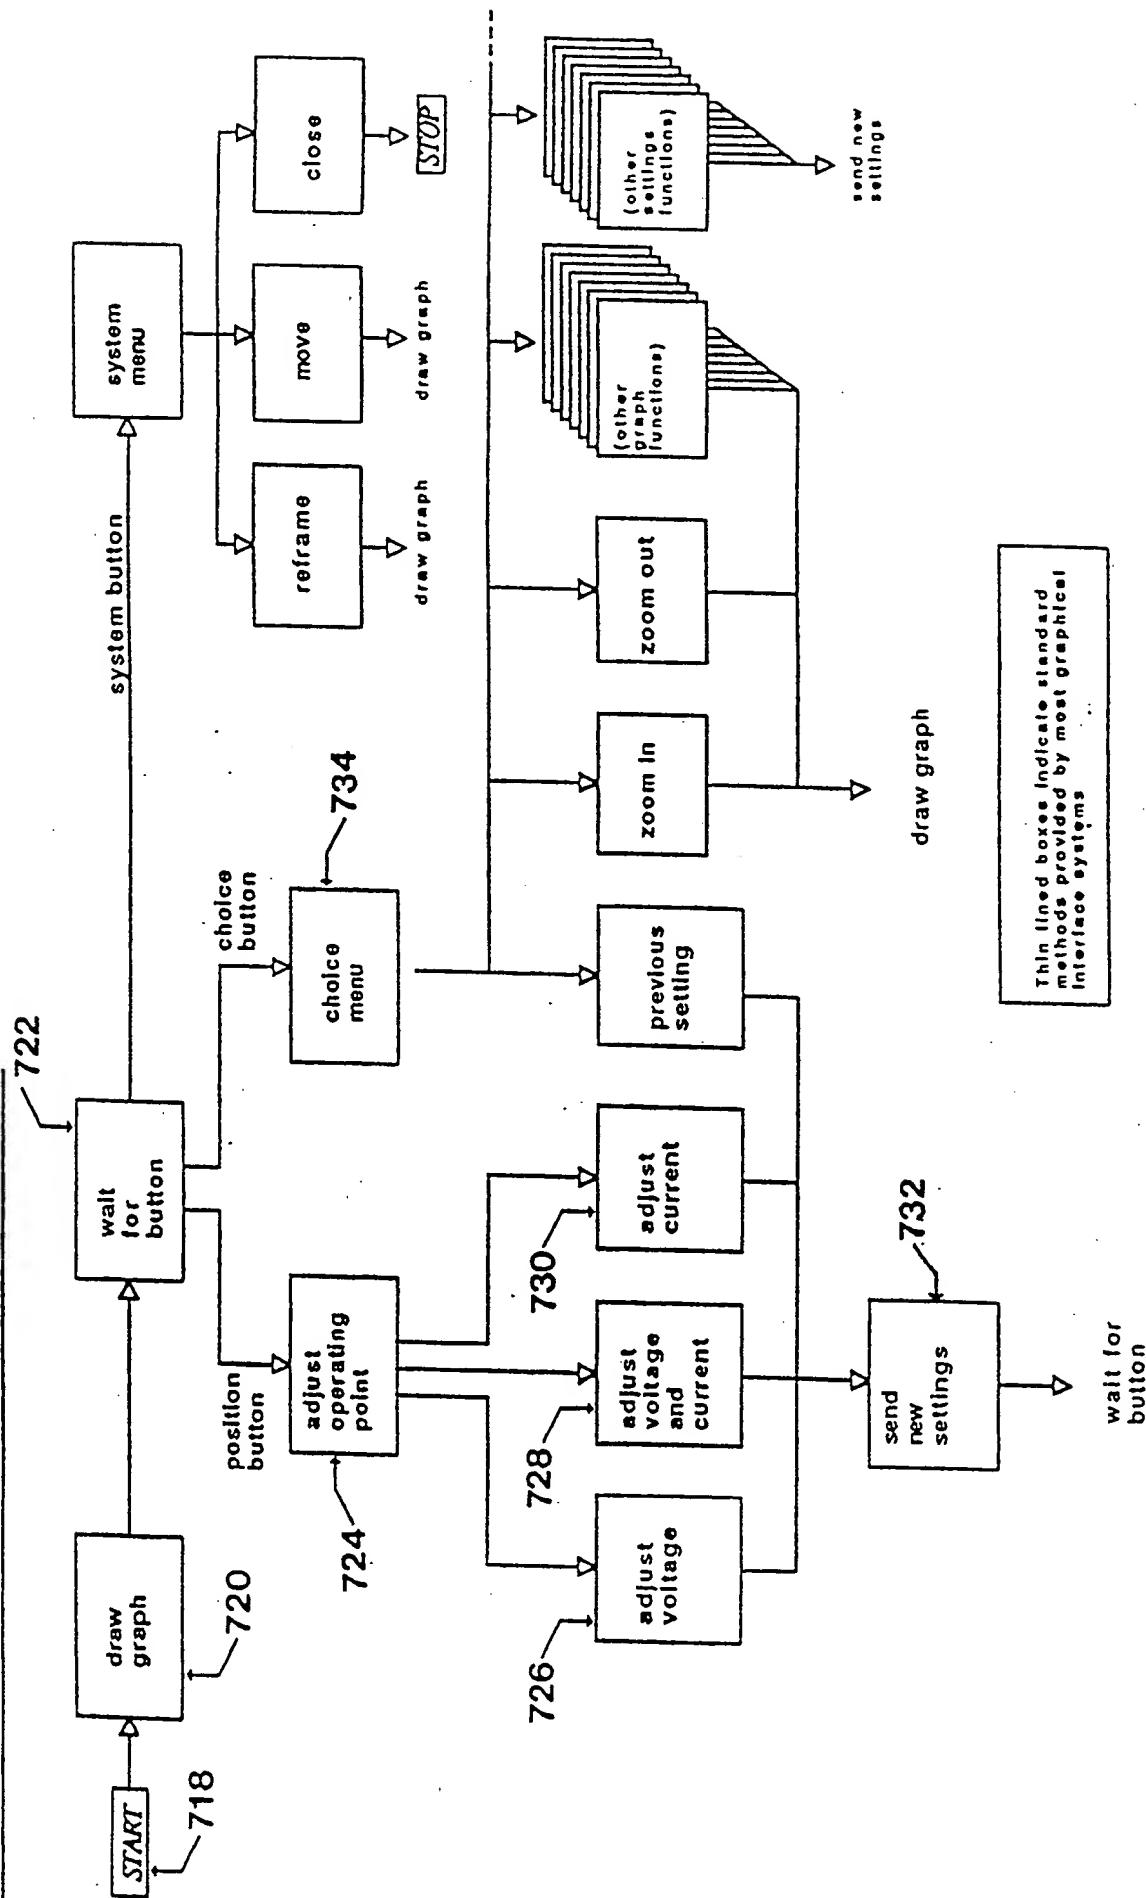 START
718
draw
graph
720
wait
for
button
722
system button
system
menu
position
button
choice
button
adjust
operating
point
724
choice
menu
734
reframe
move
close
draw graph
draw graph
STOP
726
adjust
voltage
728
adjust
voltage
and
current
730
adjust
current
previous
setting
zoom in
zoom out
(other
graph
functions)
(other
settings
functions)
send
new
settings
732
wait for
button
draw graph
send new
settings
Thin lined boxes indicate standard
methods provided by most graphical
interface systems